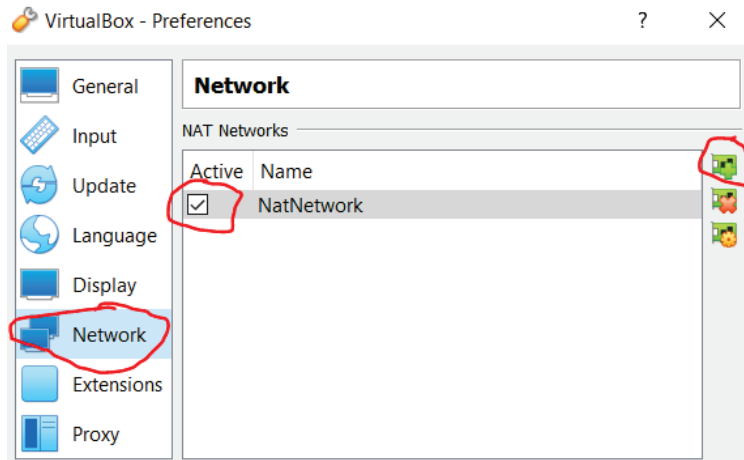 VirtualBox - Preferences ?
General
Input
Update
Language
Display
Network
Extensions
Proxy
Network
NAT Networks
Active Name
NatNetwork